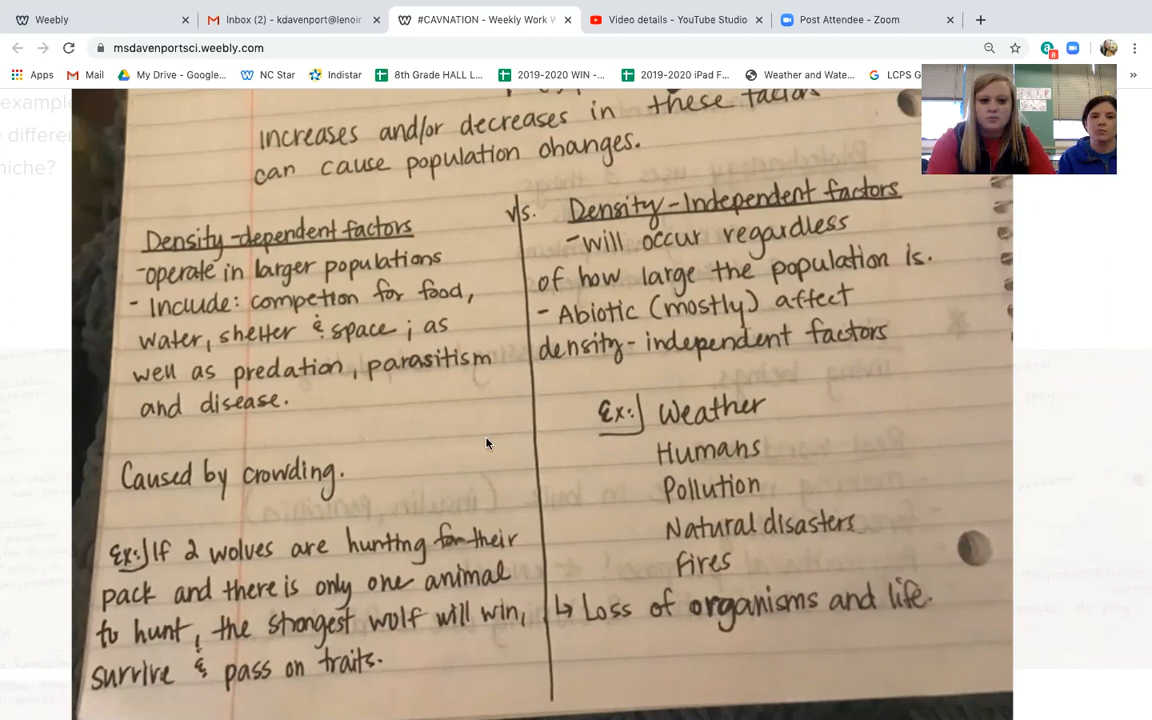 Weebly
Inbox (2) - kdavenport@lenoir
#CAVNATION - Weekly Work W
Video details - YouTube Studio
Post Attendee - Zoom
msdavenportsci.weebly.com
Apps
Mail
My Drive - Google...
NC Star
Indistar
8th Grade HALL L...
2019-2020 WIN -...
2019-2020 iPad F...
Weather and Wate...
LCPS G
»
example
e differen
niche?
these factors
increases and/or decreases in
can cause population changes.
Density-dependent factors
-operate in larger populations
- Include: competion for food,
water, shelter & space; as
well as predation, parasitism
and disease.
Caused by crowding.
Ex:) If 2 wolves are hunting for their
pack and there is only one animal
to hunt, the strongest wolf will win,
survive & pass on traits.
v/s.
Density-Independent factors
-will occur regardless
of how large the population is.
- Abiotic (mostly) affect
density-independent factors
Ex:) Weather
Humans
Pollution
Natural disasters
Fires
↳ Loss of organisms and life.